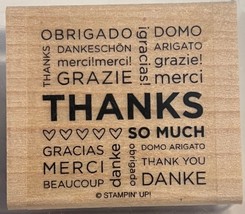 OBRIGADO
THANKS
DANKESCHÖN
merci!merci!
GRAZIE
¡gracias!
DOMO
ARIGATO
grazie!
merci
THANKS
♡♡♡♡♡ SO MUCH
GRACIAS
MERCI
BEAUCOUP
danke
obrigado
DOMO ARIGATO
THANK YOU
DANKE
© STAMPIN' UP!